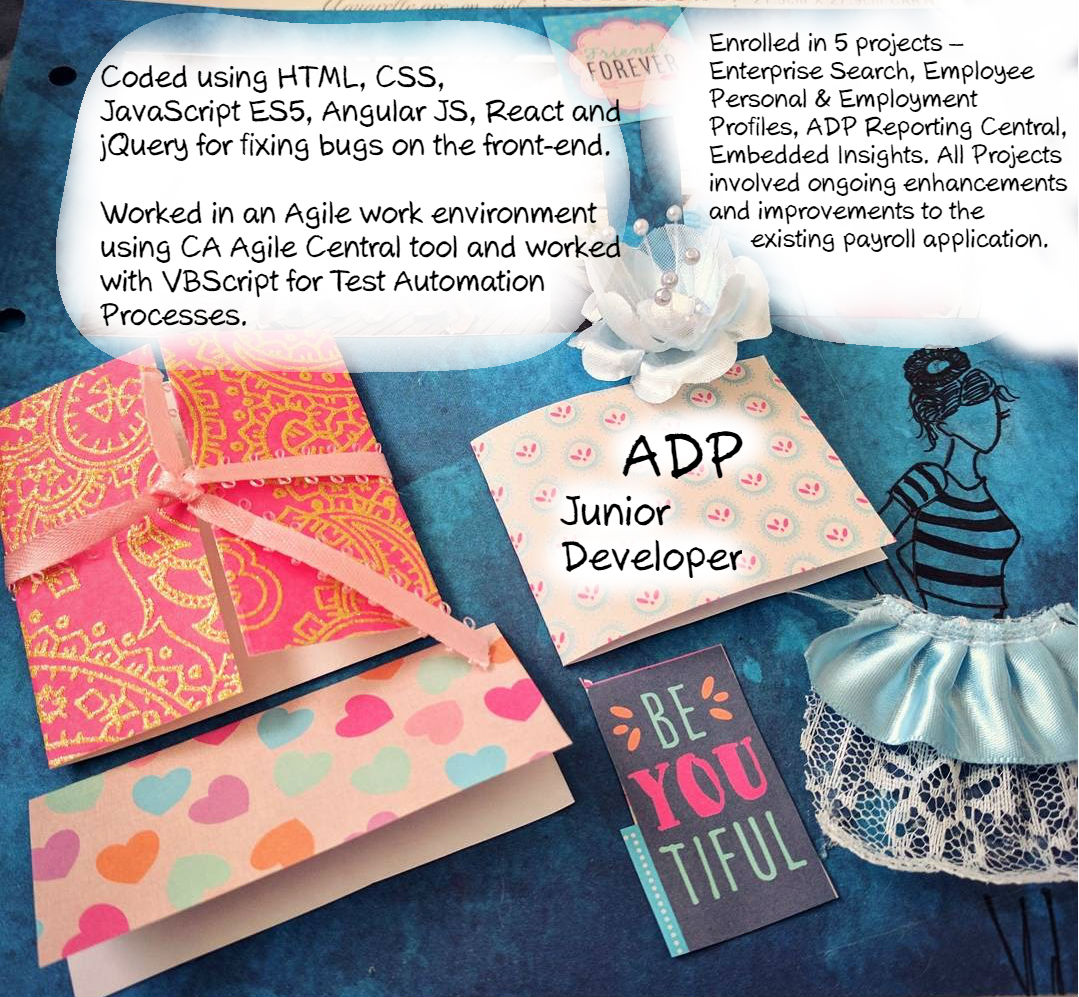 Coded using HTML, CSS,
JavaScript ES5, Angular JS, React and
jQuery for fixing bugs on the front-end.
Worked in an Agile work environment
using CA Agile Central tool and worked
with VBScript for Test Automation
Processes.
Friends
FOREVER
Enrolled in 5 projects –
Enterprise Search, Employee
Personal & Employment
Profiles, ADP Reporting Central,
Embedded Insights. All Projects
involved ongoing enhancements
and improvements to the
existing payroll application.
ADP
Junior
Developer
BE
YOU
TIFUL